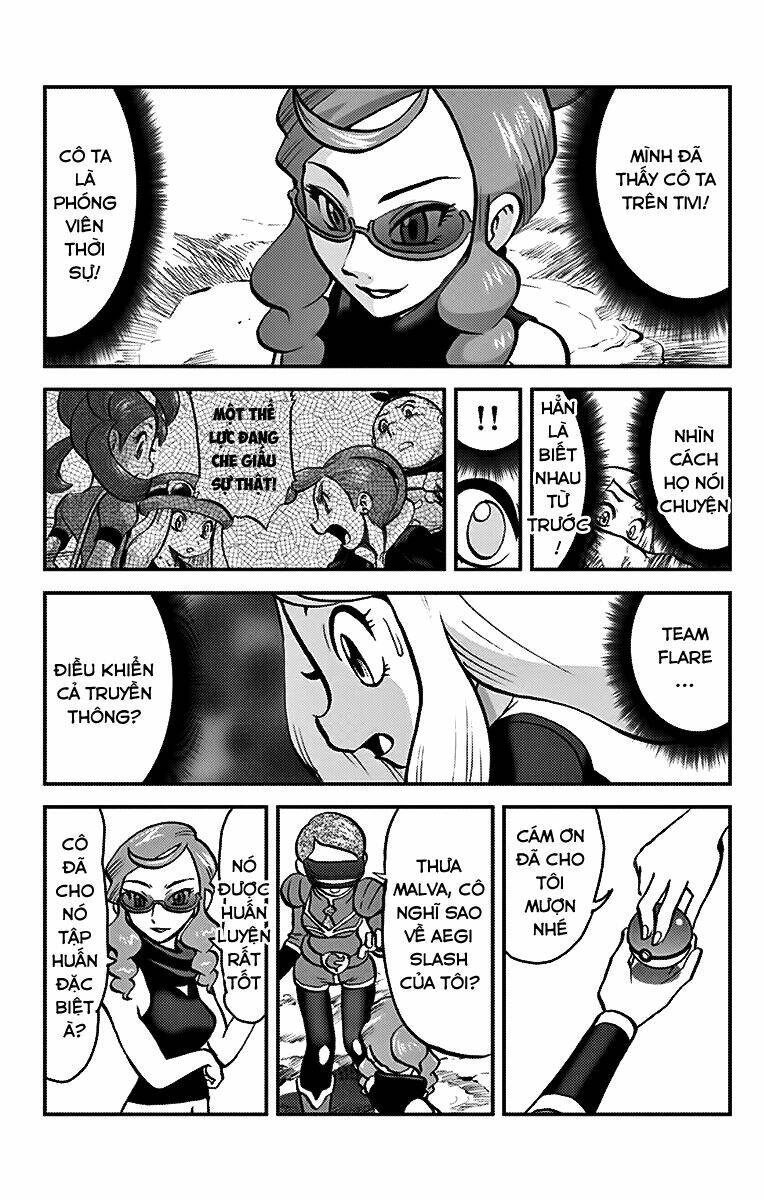 MÌNH ĐÃ
THẤY CÔ TA
TRÊN TIVI!
CÔ TA
LÀ
PHÓNG
VIÊN
THỜI
SỰ!
NHÌN
CÁCH
HỌ NÓI
CHUYỆN
HẲN
LÀ
BIẾT
NHAU
TỪ
TRƯỚC
!
!!
MỘT THẾ
LỰC ĐANG
CHE GIẤU
SỰ THẬT!
TEAM
FLARE
...
ĐIỀU KHIỂN
CẢ TRUYỀN
THÔNG?
CÁM ƠN
ĐÃ CHO
TÔI
MƯỢN
NHÉ
THƯA
MALVA, CÔ
NGHĨ SAO
VỀ AEGI
SLASH
CỦA TÔI?
NÓ
ĐƯỢC
HUẤN
LUYỆN
RẤT
TỐT
CÔ
ĐÃ
CHO
NÓ
TẬP
HUẤN
ĐẶC
BIỆT
À?